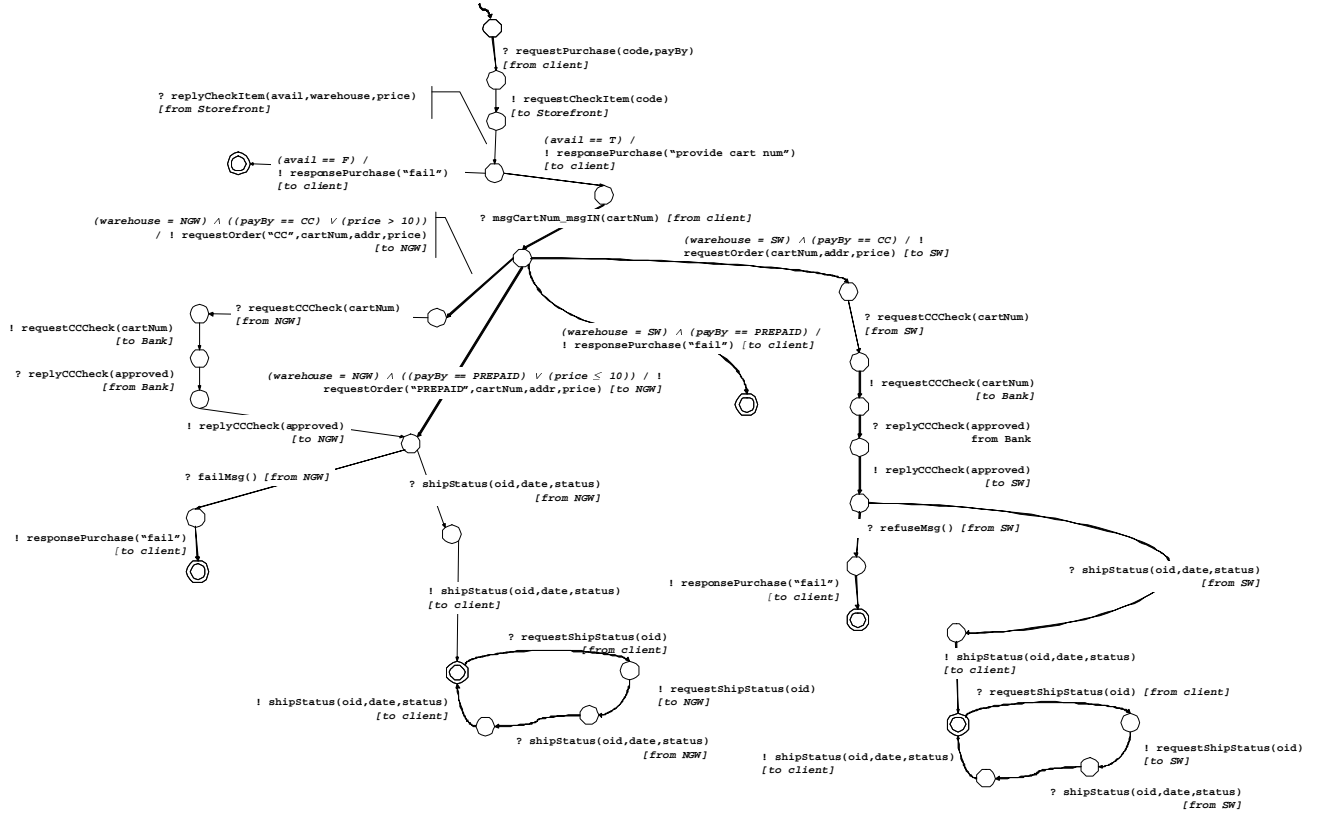 ? requestPurchase(code,payBy)
[from client]
? replyCheckItem(avail,warehouse,price)
[from Storefront]
! requestCheckItem(code)
[to Storefront]
(avail == T) /
! responsePurchase(“provide cart num”)
[to client]
(avail == F) /
! responsePurchase(“fail”)
[to client]
? msgCartNum_msgIN(cartNum) [from client]
(warehouse = NGW) ∧ ((payBy == CC) ∨ (price > 10))
/ ! requestOrder(“CC”,cartNum,addr,price)
[to NGW]
(warehouse = SW) ∧ (payBy == CC) / !
requestOrder(cartNum,addr,price) [to SW]
? requestCCCheck(cartNum)
[from NGW]
! requestCCCheck(cartNum)
[to Bank]
? replyCCCheck(approved)
[from Bank]
(warehouse = SW) ∧ (payBy == PREPAID) /
! responsePurchase(“fail”) [to client]
? requestCCCheck(cartNum)
[from SW]
(warehouse = NGW) ∧ ((payBy == PREPAID) ∨ (price ≤ 10)) / !
requestOrder(“PREPAID”,cartNum,addr,price) [to NGW]
! requestCCCheck(cartNum)
[to Bank]
? replyCCCheck(approved)
from Bank
! replyCCCheck(approved)
[to NGW]
! replyCCCheck(approved)
[to SW]
? failMsg() [from NGW]
? shipStatus(oid,date,status)
[from NGW]
? refuseMsg() [from SW]
! responsePurchase(“fail”)
[to client]
? shipStatus(oid,date,status)
[from SW]
! responsePurchase(“fail”)
[to client]
! shipStatus(oid,date,status)
[to client]
? requestShipStatus(oid)
[from client]
! shipStatus(oid,date,status)
[to client]
! requestShipStatus(oid)
[to NGW]
! shipStatus(oid,date,status)
[to client]
? requestShipStatus(oid) [from client]
? shipStatus(oid,date,status)
[from NGW]
! requestShipStatus(oid)
[to SW]
! shipStatus(oid,date,status)
[to client]
? shipStatus(oid,date,status)
[from SW]